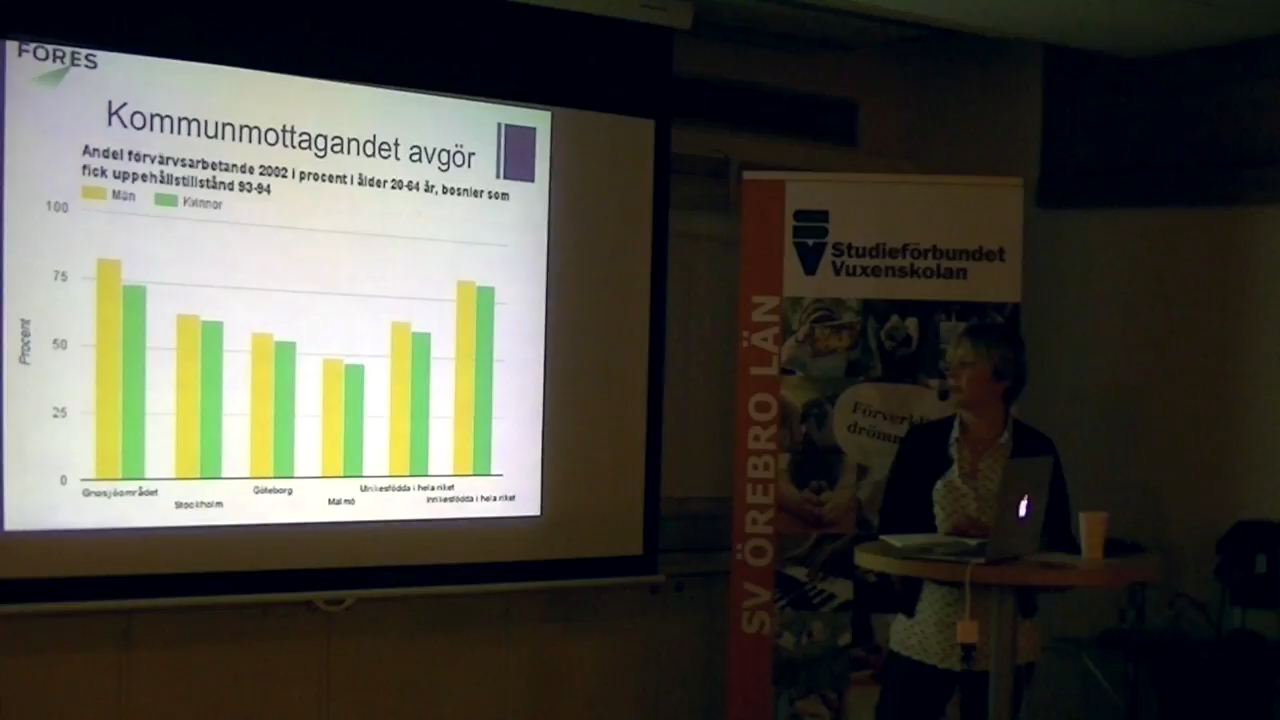 FORES
Kommunmottagandet avgör
Andel förvärvsarbetande 2002 i procent i ålder 20-64 år, bosnier som
fick uppehållstillstånd 93-94
Män Kvinnor
100
75
50
25
0
Procent
Gnosjöområdet
Stockholm
Göteborg
Malmö
Utrikesfödda i hela riket
Inrikesfödda i hela riket
Studieförbundet
Vuxenskolan
SV ÖREBRO LÄN